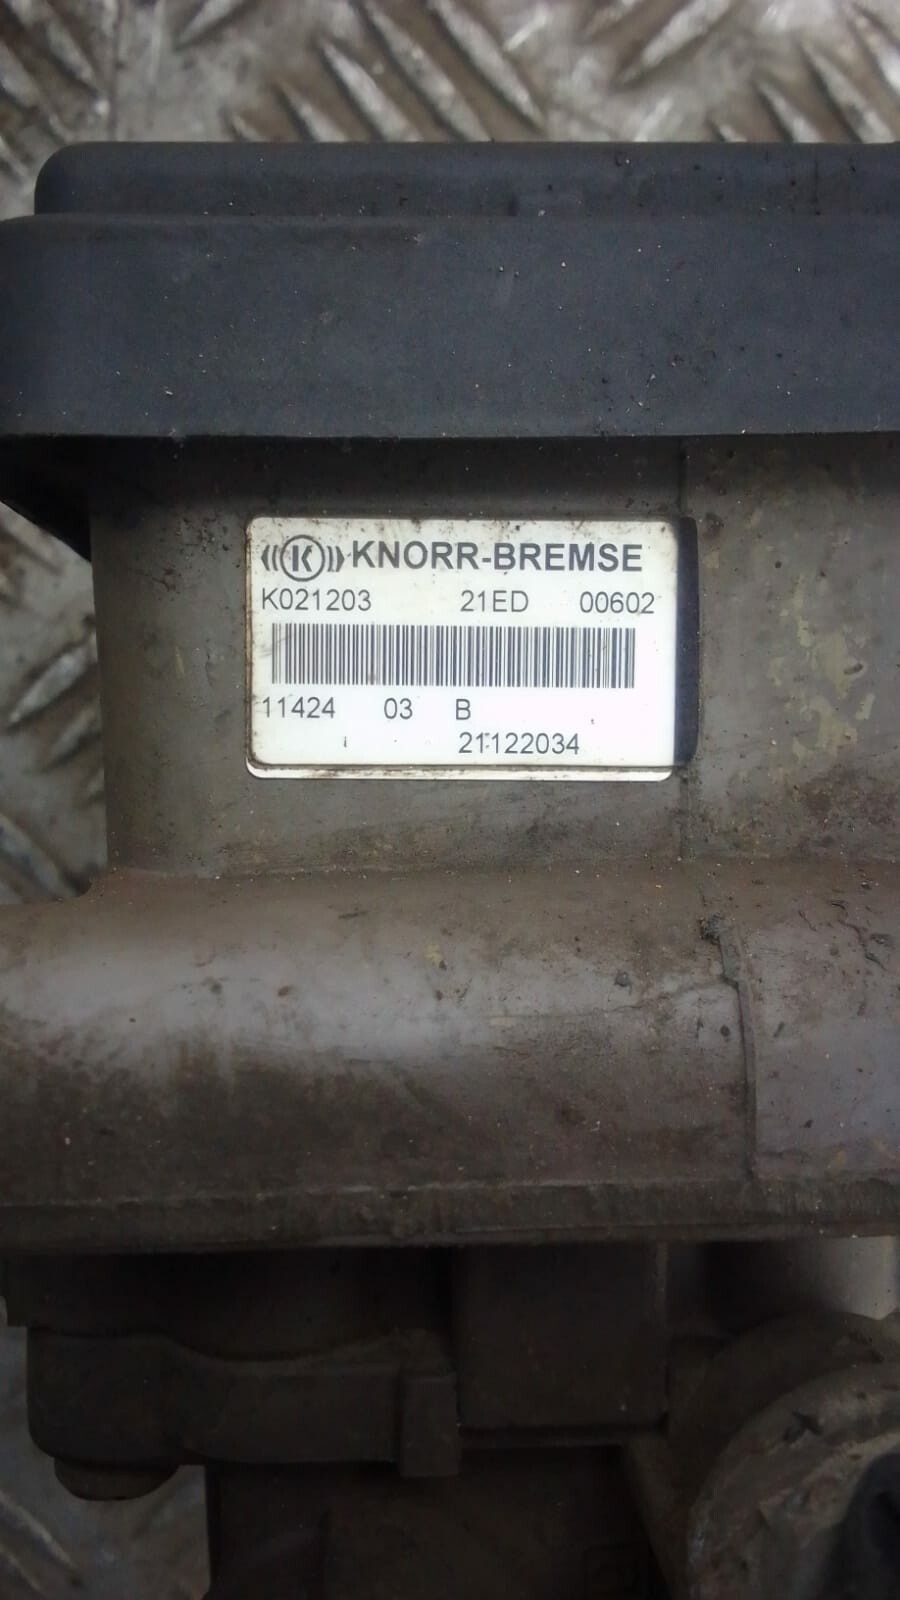 ((K)) KNORR-BREMSE
K021203 21ED 00602
11424 03 B
21122034